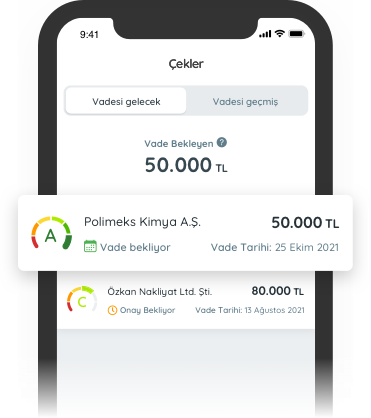 9:41
Çekler
Vadesi gelecek Vadesi geçmiş
Vade Bekleyen ?
50.000 TL
A Polimeks Kimya A.Ş. 50.000 TL
Vade bekliyor Vade Tarihi: 25 Ekim 2021
C Özkan Nakliyat Ltd. Şti. 80.000 TL
Onay Bekliyor Vade Tarihi: 13 Ağustos 2021